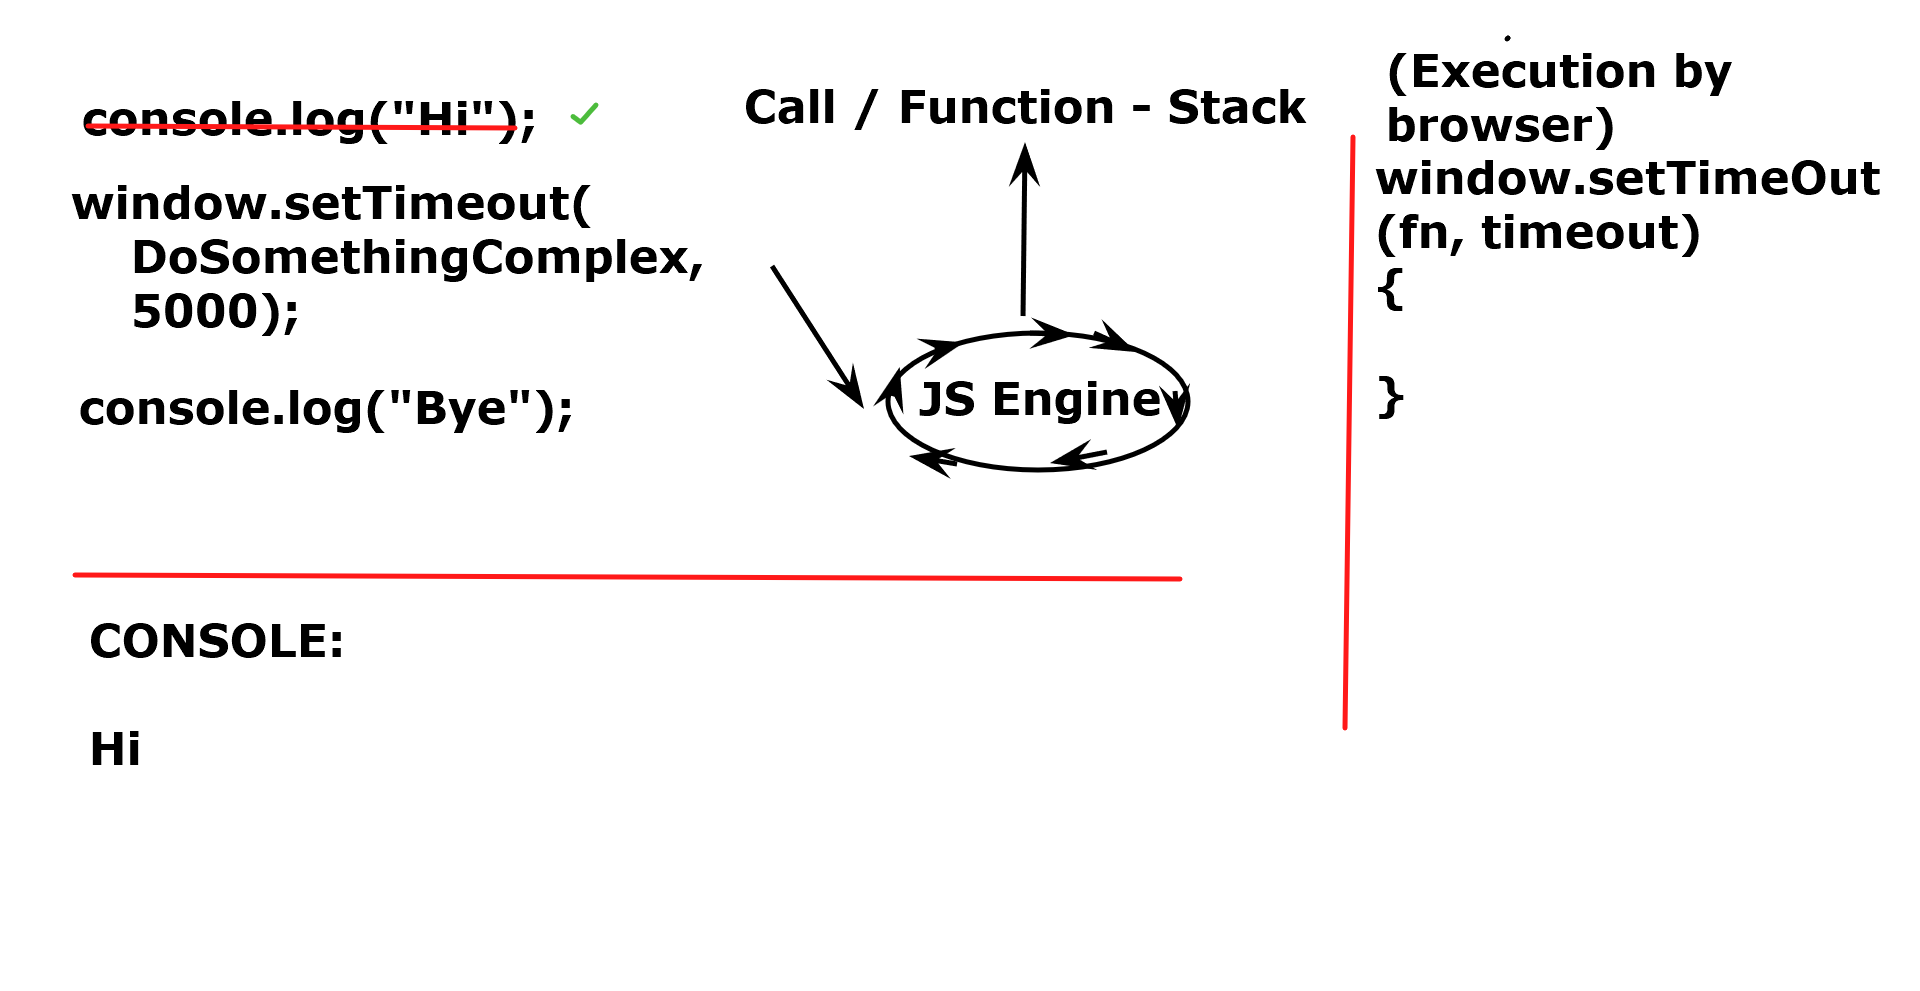 console.log("Hi");
window.setTimeout(
DoSomethingComplex,
5000);
console.log("Bye");
Call / Function - Stack
JS Engine
(Execution by
browser)
window.setTimeOut
(fn, timeout)
{
}
CONSOLE:
Hi